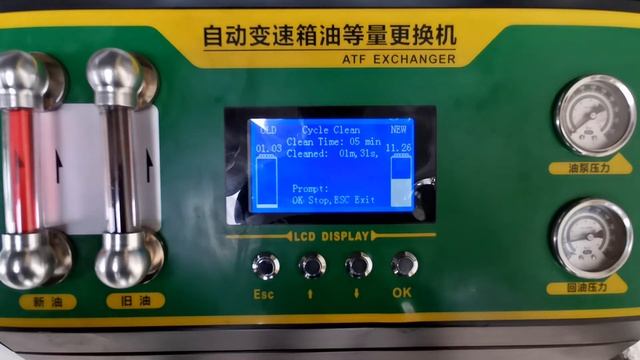 自动变速箱油等量更换机
ATF EXCHANGER
OLD Cycle Clean NEW
Clean Time: 05 min
01.03 11.26
Cleaned: 01m,31s,
Prompt:
OK Stop,ESC Exit
LCD DISPLAY
Esc ↑ ↓ OK
新油
旧油
油泵压力
回油压力